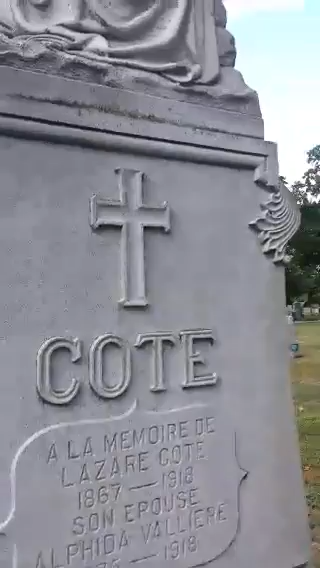 COTE
A LA MEMOIRE DE
LAZARE COTE
1867 — 1918
SON EPOUSE
ALPHIDA VALLIERE
— 1918